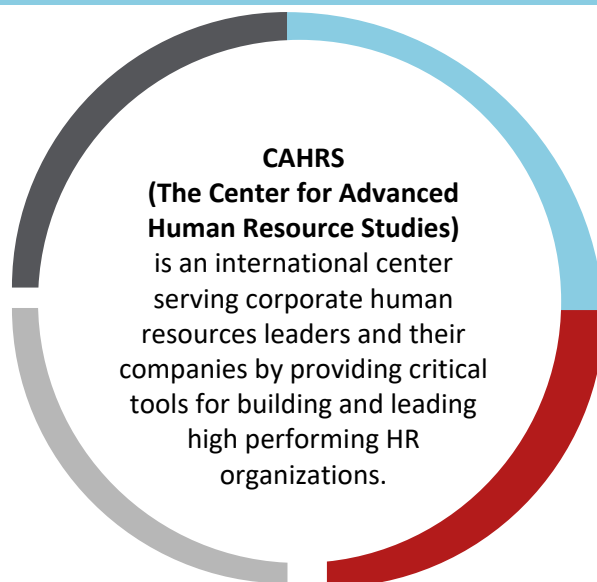 CAHRS
(The Center for Advanced
Human Resource Studies)
is an international center
serving corporate human
resources leaders and their
companies by providing critical
tools for building and leading
high performing HR
organizations.